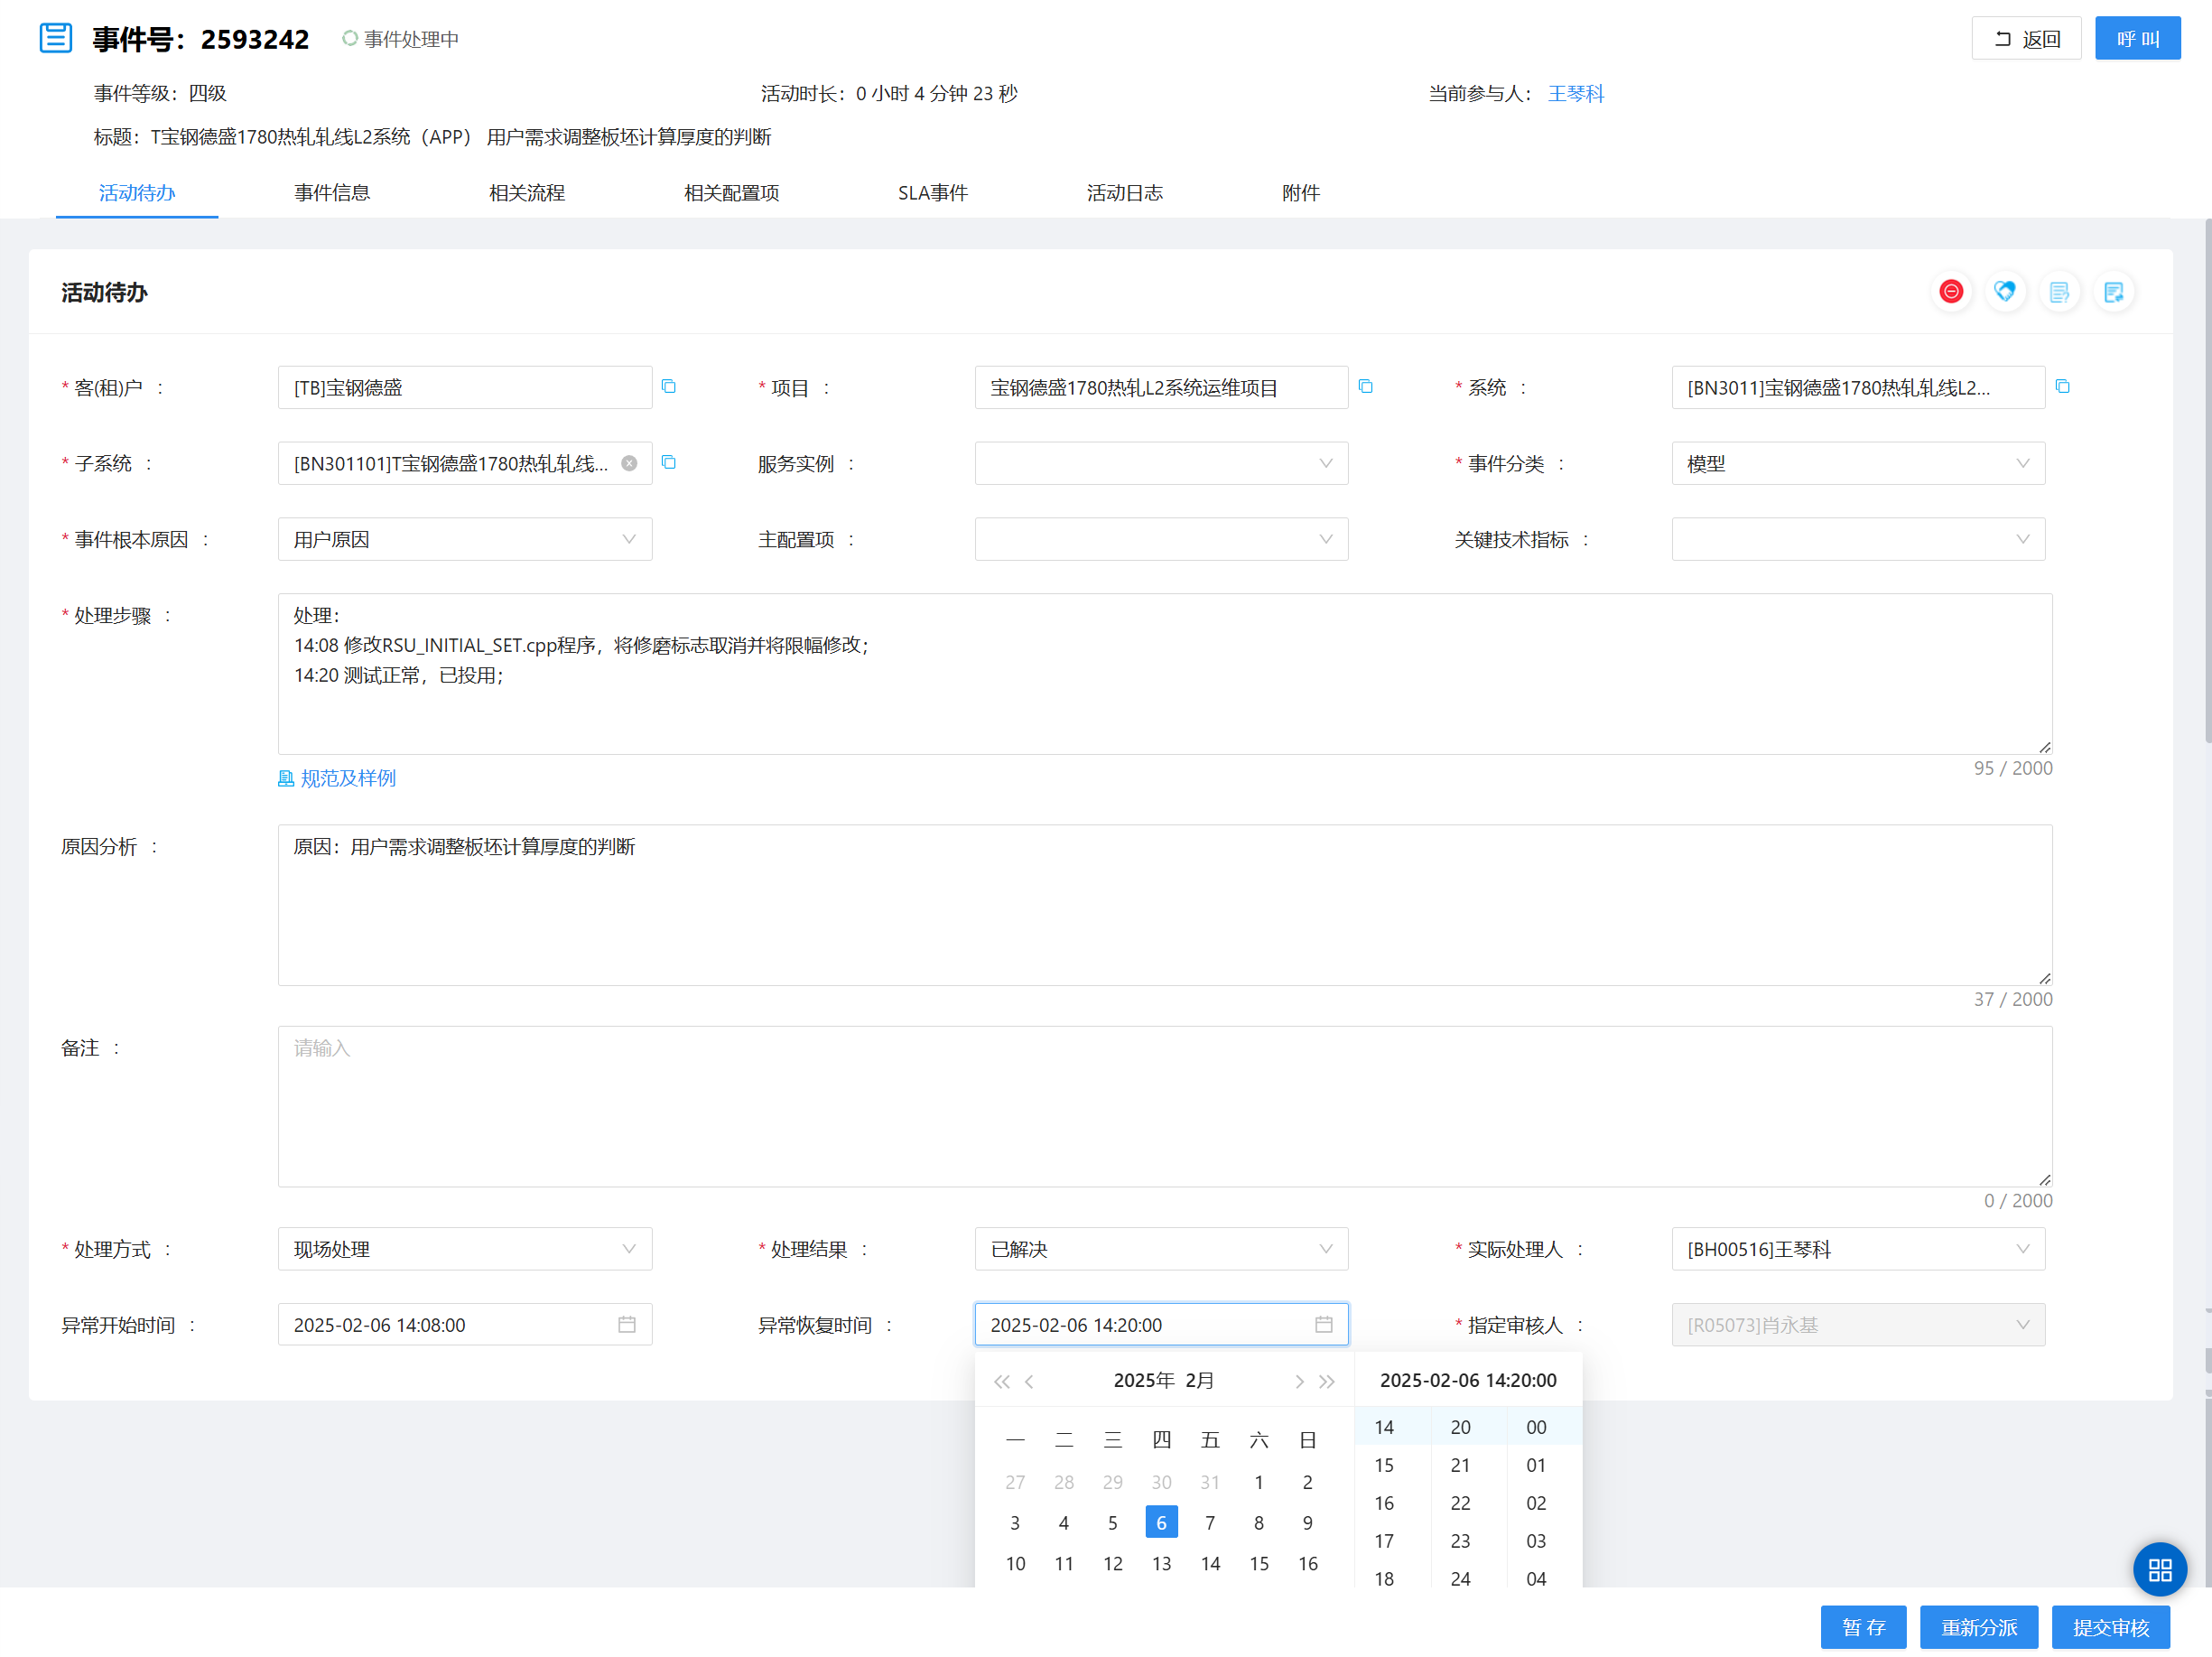 事件号：2593242 事件处理中 返回 呼 叫
事件等级：四级 活动时长：0 小时 4 分钟 23 秒 当前参与人： 王琴科
标题：T宝钢德盛1780热轧轧线L2系统（APP） 用户需求调整板坯计算厚度的判断
活动待办 事件信息 相关流程 相关配置项 SLA事件 活动日志 附件
活动待办
* 客(租)户 ： [TB]宝钢德盛 * 项目 ： 宝钢德盛1780热轧L2系统运维项目 * 系统 ： [BN3011]宝钢德盛1780热轧轧线L2...
* 子系统 ： [BN301101]T宝钢德盛1780热轧轧线... 服务实例 ： * 事件分类 ： 模型
* 事件根本原因 ： 用户原因 主配置项 ： 关键技术指标 ：
* 处理步骤 ： 处理：
14:08 修改RSU_INITIAL_SET.cpp程序，将修磨标志取消并将限幅修改；
14:20 测试正常，已投用；
95 / 2000
规范及样例
原因分析 ： 原因：用户需求调整板坯计算厚度的判断
37 / 2000
备注 ： 请输入
0 / 2000
* 处理方式 ： 现场处理 * 处理结果 ： 已解决 * 实际处理人 ： [BH00516]王琴科
异常开始时间 ： 2025-02-06 14:08:00 异常恢复时间 ： 2025-02-06 14:20:00 * 指定审核人 ： [R05073]肖永基
2025年 2月 2025-02-06 14:20:00
一 二 三 四 五 六 日 14 20 00
27 28 29 30 31 1 2 15 21 01
3 4 5 6 7 8 9 16 22 02
10 11 12 13 14 15 16 17 23 03
18 24 04
暂 存 重新分派 提交审核